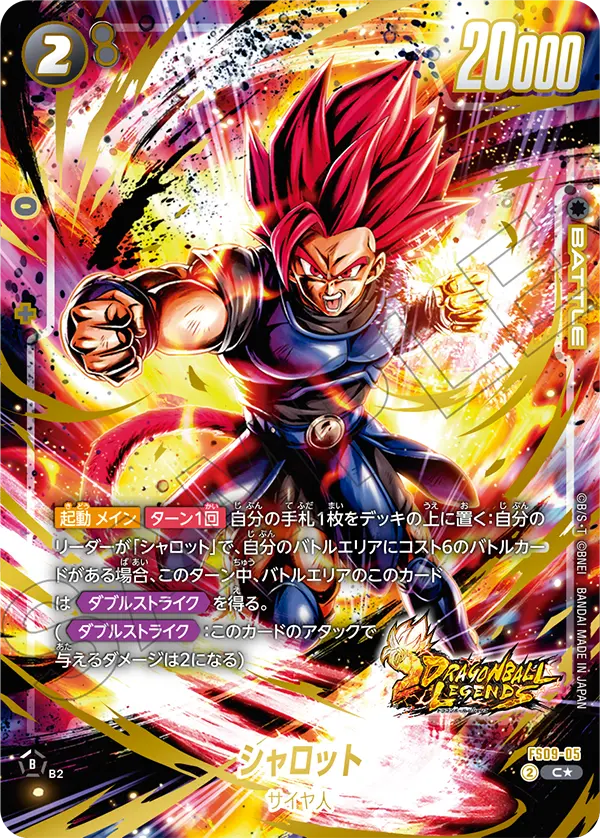 2
20000
0
BATTLE
起動 メイン ターン1回 自分の手札1枚をデッキの上に置く:自分の
リーダーが「シャロット」で、自分のバトルエリアにコスト6のバトルカー
ドがある場合、このターン中、バトルエリアのこのカード
は ダブルストライク を得る。
( ダブルストライク :このカードのアタックで
与えるダメージは2になる)
©B/S・T ©BNEI BANDAI MADE IN JAPAN
DRAGONBALL
LEGENDS
シャロット
サイヤ人
B
B2
FS09-05
2 C★
SAMPLE